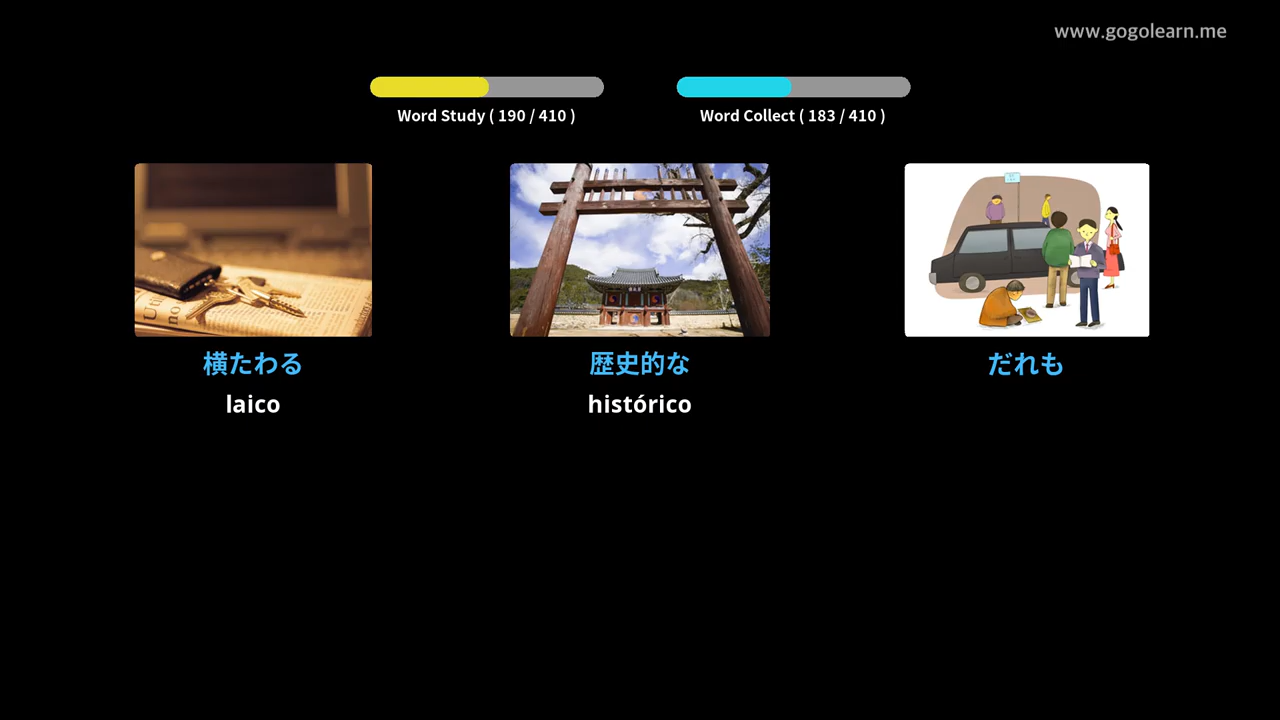 www.gogolearn.me
Word Study ( 190 / 410 )
Word Collect ( 183 / 410 )
横たわる
歴史的な
だれも
laico
histórico